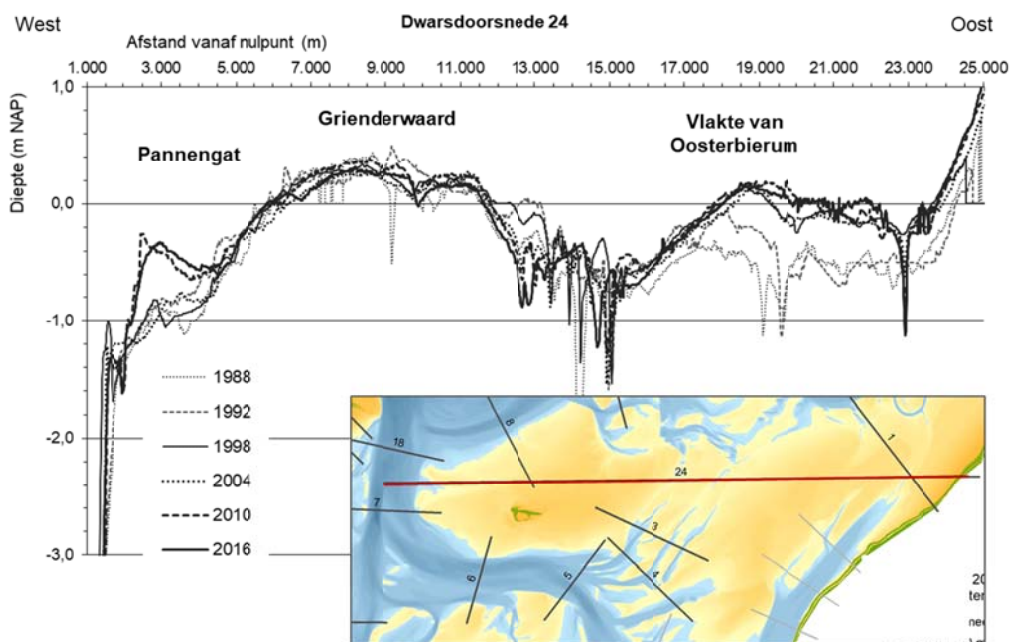 West
Dwarsdoorsnede 24
Oost
Afstand vanaf nulpunt (m)
1.000 3.000 5.000 7.000 9.000 11.000 13.000 15.000 17.000 19.000 21.000 23.000 25.000
Diepte (m NAP)
1,0
0,0
-1,0
-2,0
-3,0
Pannengat
Grienderwaard
Vlakte van
Oosterbierum
1988
1992
1998
2004
2010
2016
18
8
1
24
7
3
6
5
4
20
ter
nee